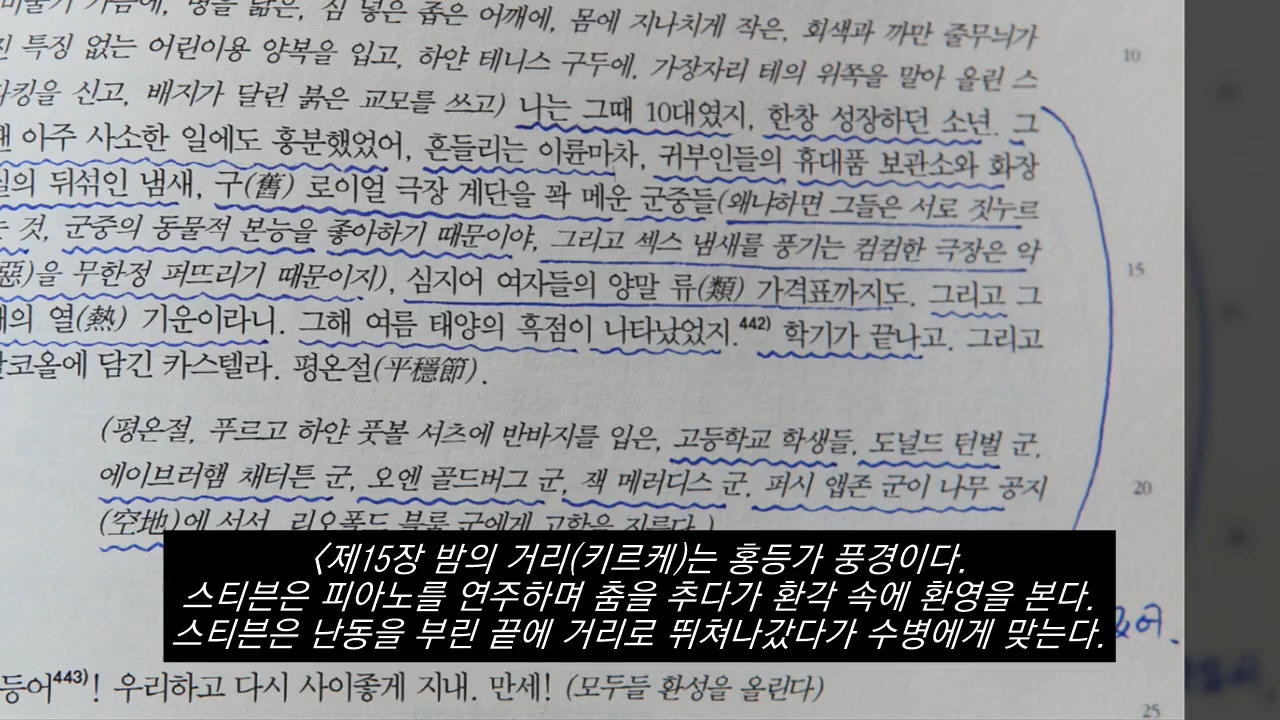 가슴에, 병을 닮은, 심 넣은 좁은 어깨에, 몸에 지나치게 작은, 회색과 까만 줄무늬가
진 특징 없는 어린이용 양복을 입고, 하얀 테니스 구두에, 가장자리 테의 위쪽을 말아 올린 스
타킹을 신고, 배지가 달린 붉은 교모를 쓰고) 나는 그때 10대였지, 한창 성장하던 소년. 그
10
땐 아주 사소한 일에도 흥분했었어, 흔들리는 이륜마차, 귀부인들의 휴대품 보관소와 화장
실의 뒤섞인 냄새, 구(舊) 로이얼 극장 계단을 꽉 메운 군중들(왜냐하면 그들은 서로 짓누르
는 것, 군중의 동물적 본능을 좋아하기 때문이야, 그리고 섹스 냄새를 풍기는 컴컴한 극장은 악
(惡)을 무한정 퍼뜨리기 때문이지), 심지어 여자들의 양말 류(類) 가격표까지도. 그리고 그
15
의 열(熱) 기운이라니. 그해 여름 태양의 흑점이 나타났었지.442) 학기가 끝나고. 그리고
알코올에 담긴 카스텔라. 평온절(平穩節).
(평온절, 푸르고 하얀 풋볼 셔츠에 반바지를 입은, 고등학교 학생들, 도널드 턴벌 군,
에이브러햄 채터튼 군, 오엔 골드버그 군, 잭 메러디스 군, 퍼시 앱존 군이 나무 공지
20
(空地)에 서서, 리오폴드 블룸 군에게 고함을 지른다.)
<제15장 밤의 거리(키르케)는 홍등가 풍경이다.
스티븐은 피아노를 연주하며 춤을 추다가 환각 속에 환영을 본다.
스티븐은 난동을 부린 끝에 거리로 뛰쳐나갔다가 수병에게 맞는다.
등어443)! 우리하고 다시 사이좋게 지내. 만세! (모두들 환성을 올린다)
25